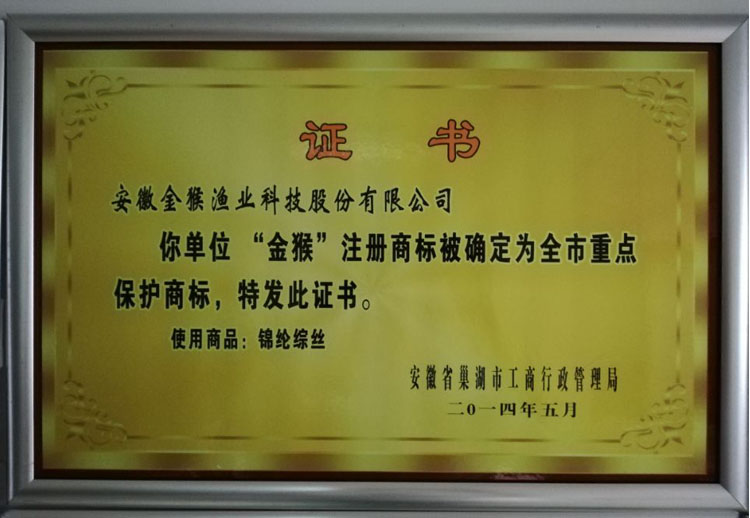 证 书
安徽金猴渔业科技股份有限公司
你单位“金猴”注册商标被确定为全市重点
保护商标，特发此证书。
使用商品：锦纶综丝
安徽省巢湖市工商行政管理局
二0一四年五月